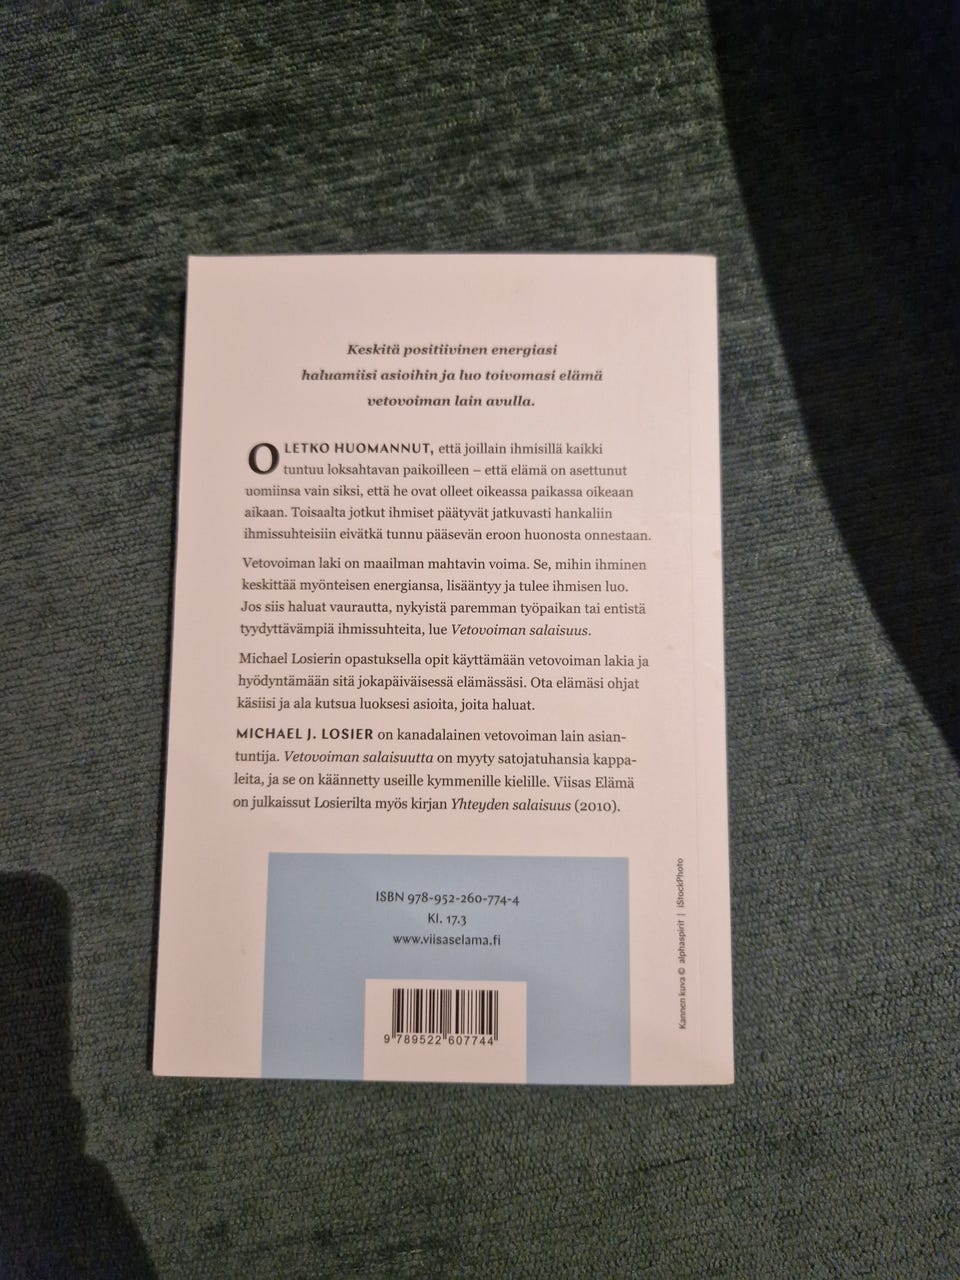 Keskitä positiivinen energiasi
haluamiisi asioihin ja luo toivomasi elämä
vetovoiman lain avulla.
OLETKO HUOMANNUT, että joillain ihmisillä kaikki
tuntuu loksahtavan paikoilleen – että elämä on asettunut
uomiinsa vain siksi, että he ovat olleet oikeassa paikassa oikeaan
aikaan. Toisaalta jotkut ihmiset päätyvät jatkuvasti hankaliin
ihmissuhteisiin eivätkä tunnu pääsevän eroon huonosta onnestaan.
Vetovoiman laki on maailman mahtavin voima. Se, mihin ihminen
keskittää myönteisen energiansa, lisääntyy ja tulee ihmisen luo.
Jos siis haluat vaurautta, nykyistä paremman työpaikan tai entistä
tyydyttävämpiä ihmissuhteita, lue Vetovoiman salaisuus.
Michael Losierin opastuksella opit käyttämään vetovoiman lakia ja
hyödyntämään sitä jokapäiväisessä elämässäsi. Ota elämäsi ohjat
käsiisi ja ala kutsua luoksesi asioita, joita haluat.
MICHAEL J. LOSIER on kanadalainen vetovoiman lain asian-
tuntija. Vetovoiman salaisuutta on myyty satojatuhansia kappa-
leita, ja se on käännetty useille kymmenille kielille. Viisas Elämä
on julkaissut Losierilta myös kirjan Yhteyden salaisuus (2010).
ISBN 978-952-260-774-4
Kl. 17.3
www.viisaselama.fi
9 789522 607744
Kannen kuva © alphaspirit | iStockPhoto